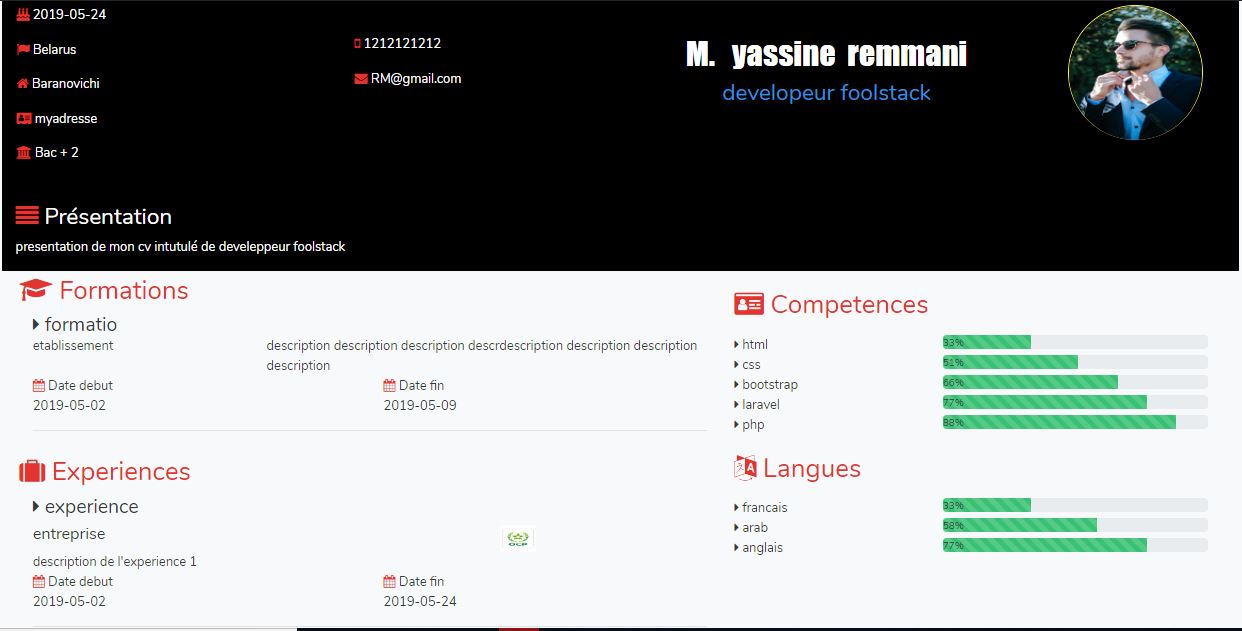 2019-05-24
Belarus
Baranovichi
myadresse
Bac + 2
1212121212
RM@gmail.com
M. yassine remmani
developeur foolstack
Présentation
presentation de mon cv intutulé de develeppeur foolstack
Formations
formatio
etablissement
description description description descrdescription description description
description
Date debut
Date fin
2019-05-02
2019-05-09
Experiences
experience
entreprise
OCP
description de l'experience 1
Date debut
Date fin
2019-05-02
2019-05-24
Competences
html 33%
css 51%
bootstrap 66%
laravel 77%
php 88%
Langues
francais 33%
arab 58%
anglais 77%